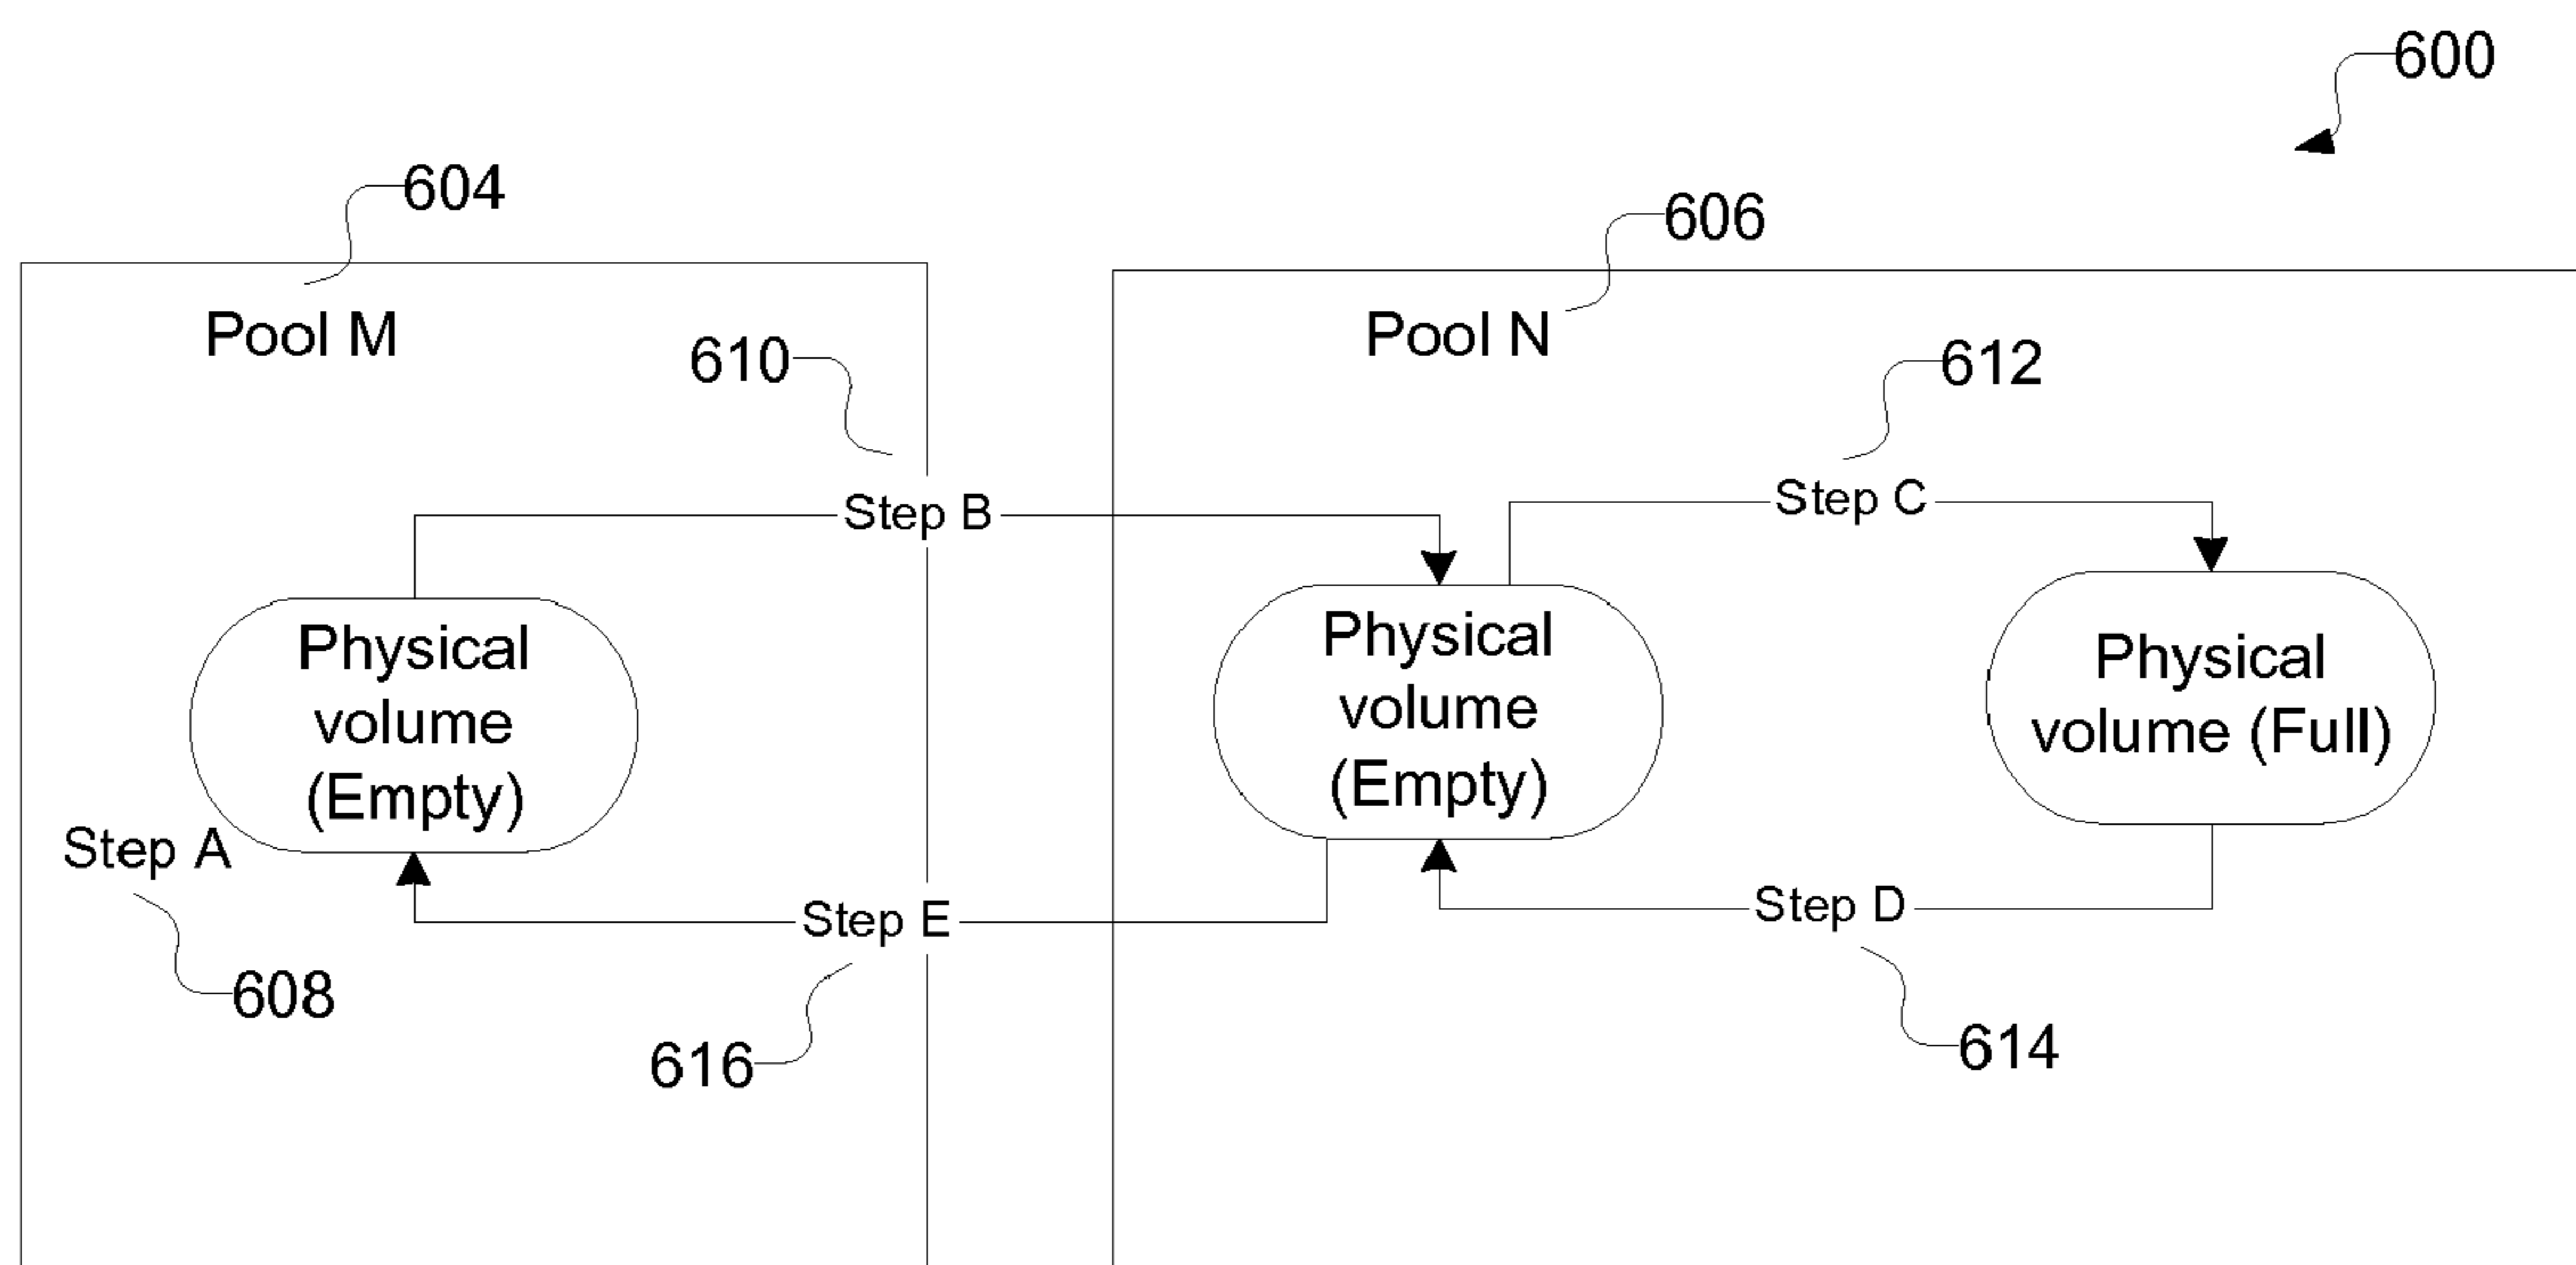 600
604
606
Pool M
Pool N
610
612
Step B
Step C
Physical
volume
(Empty)
Physical
volume
(Empty)
Physical
volume (Full)
Step A
Step E
Step D
608
616
614